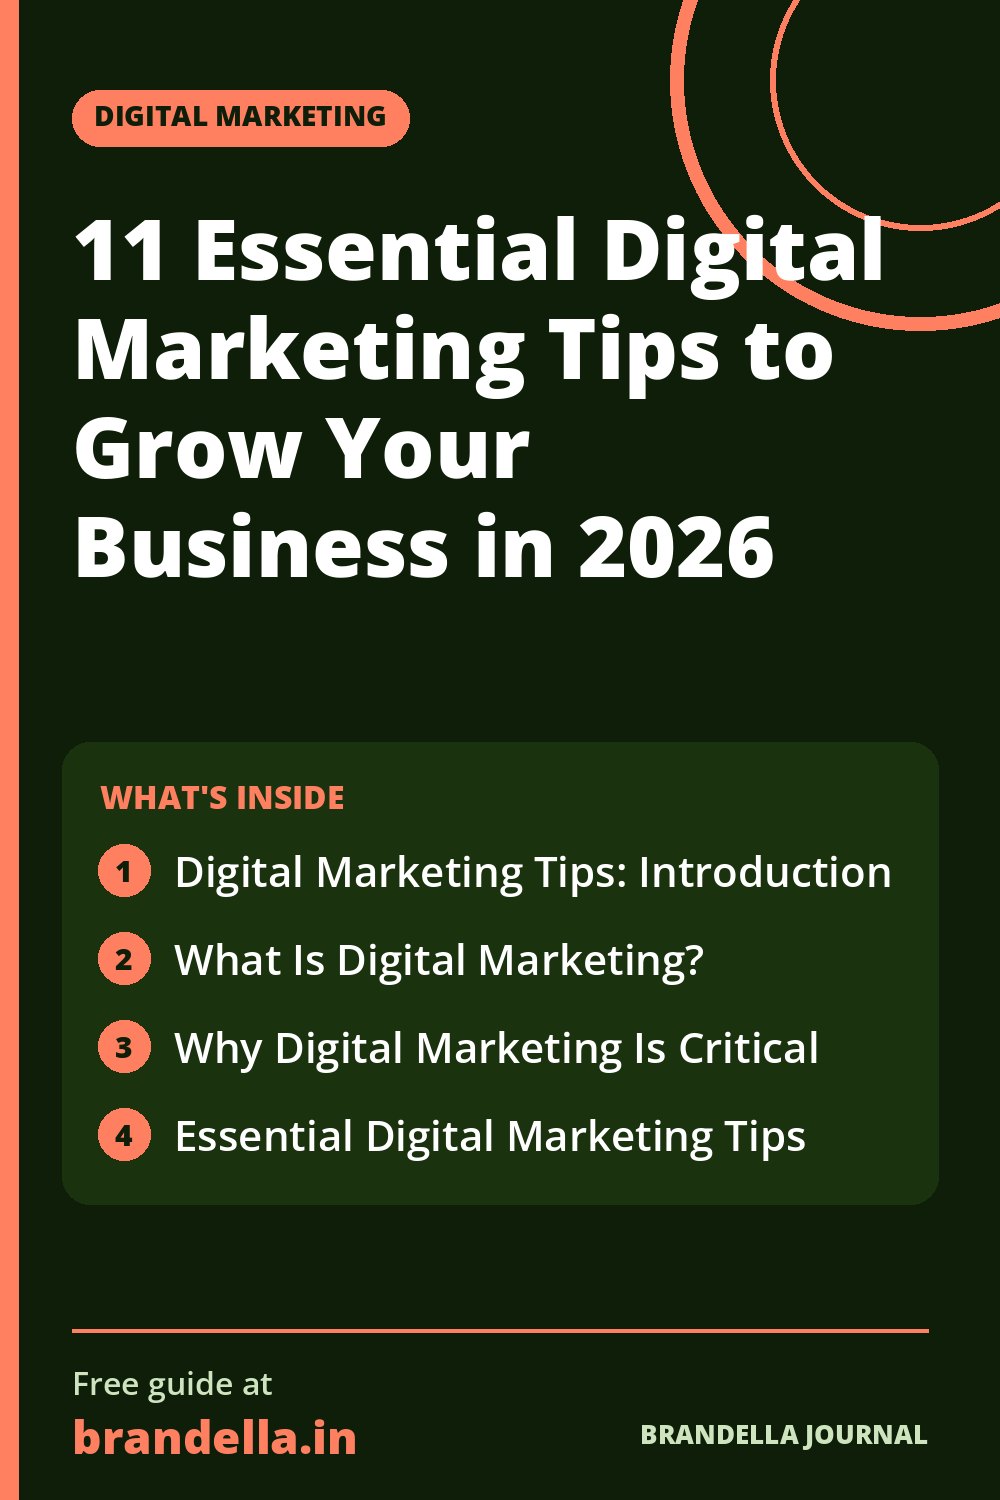 DIGITAL MARKETING
11 Essential Digital
Marketing Tips to
Grow Your
Business in 2026
WHAT'S INSIDE
1 Digital Marketing Tips: Introduction
2 What Is Digital Marketing?
3 Why Digital Marketing Is Critical
4 Essential Digital Marketing Tips
Free guide at
brandella.in
BRANDELLA JOURNAL